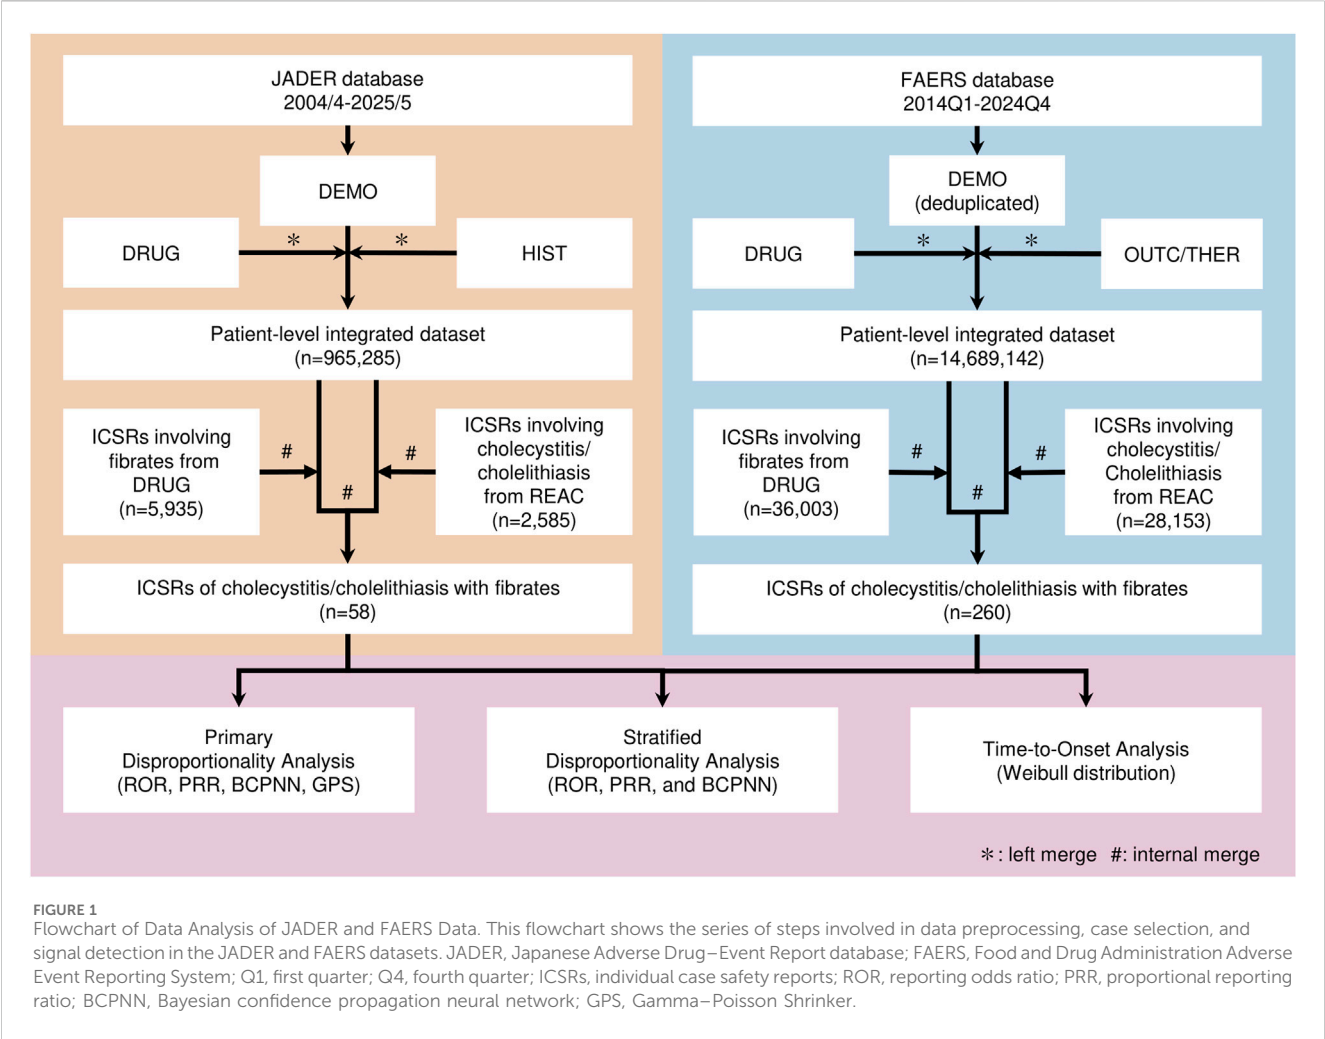 JADER database
2004/4-2025/5
DEMO
DRUG
*
*
HIST
Patient-level integrated dataset
(n=965,285)
ICSRs involving
fibrates from
DRUG
(n=5,935)
#
#
#
ICSRs involving
cholecystitis/
cholelithiasis
from REAC
(n=2,585)
ICSRs of cholecystitis/cholelithiasis with fibrates
(n=58)
FAERS database
2014Q1-2024Q4
DEMO
(deduplicated)
DRUG
*
*
OUTC/THER
Patient-level integrated dataset
(n=14,689,142)
ICSRs involving
fibrates from
DRUG
(n=36,003)
#
#
#
ICSRs involving
cholecystitis/
Cholelithiasis
from REAC
(n=28,153)
ICSRs of cholecystitis/cholelithiasis with fibrates
(n=260)
Primary
Disproportionality Analysis
(ROR, PRR, BCPNN, GPS)
Stratified
Disproportionality Analysis
(ROR, PRR, and BCPNN)
Time-to-Onset Analysis
(Weibull distribution)
* : left merge #: internal merge
FIGURE 1
Flowchart of Data Analysis of JADER and FAERS Data. This flowchart shows the series of steps involved in data preprocessing, case selection, and
signal detection in the JADER and FAERS datasets. JADER, Japanese Adverse Drug–Event Report database; FAERS, Food and Drug Administration Adverse
Event Reporting System; Q1, first quarter; Q4, fourth quarter; ICSRs, individual case safety reports; ROR, reporting odds ratio; PRR, proportional reporting
ratio; BCPNN, Bayesian confidence propagation neural network; GPS, Gamma–Poisson Shrinker.